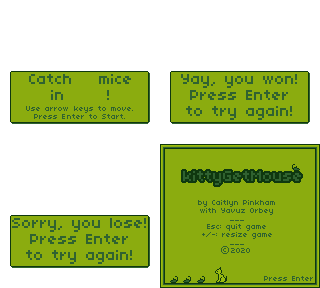 Catch mice
in !
Use arrow keys to move.
Press Enter to Start.
Yay, you won!
Press Enter
to try again!
Sorry, you lose!
Press Enter
to try again!
kittyGetMouse
by Caitlyn Pinkham
with Yavuz Orbey
---
Esc: quit game
+/-: resize game
---
©2020
Press Enter